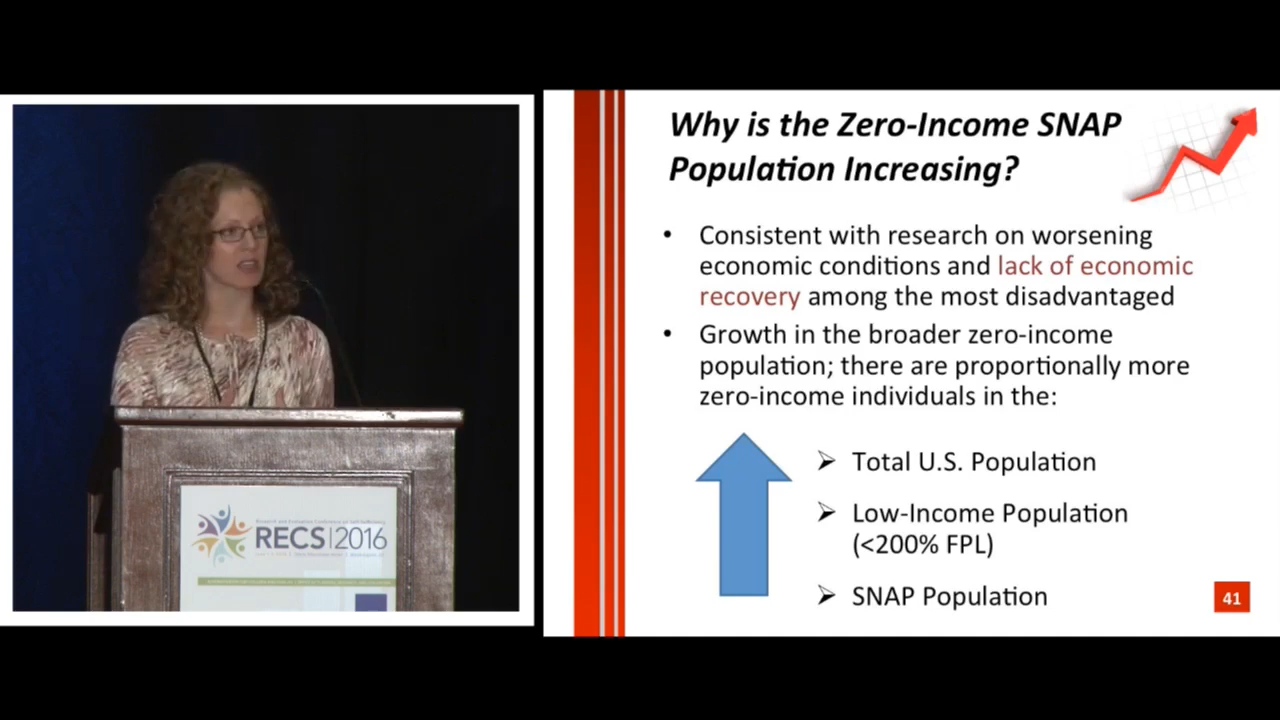 RECS|2016
Why is the Zero-Income SNAP
Population Increasing?
• Consistent with research on worsening
economic conditions and lack of economic
recovery among the most disadvantaged
• Growth in the broader zero-income
population; there are proportionally more
zero-income individuals in the:
➢ Total U.S. Population
➢ Low-Income Population
(<200% FPL)
➢ SNAP Population
41